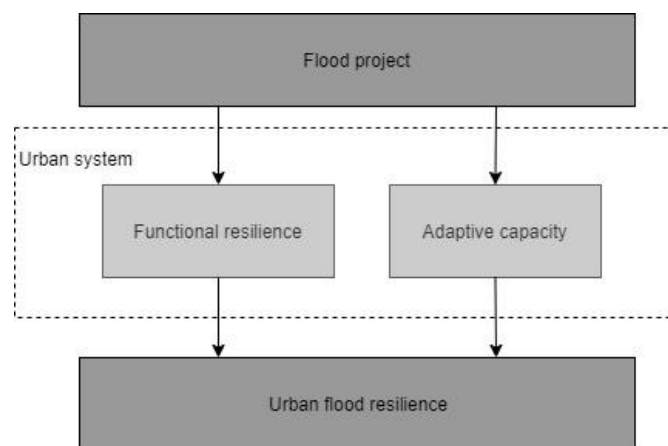 Flood project
Urban system
Functional resilience
Adaptive capacity
Urban flood resilience